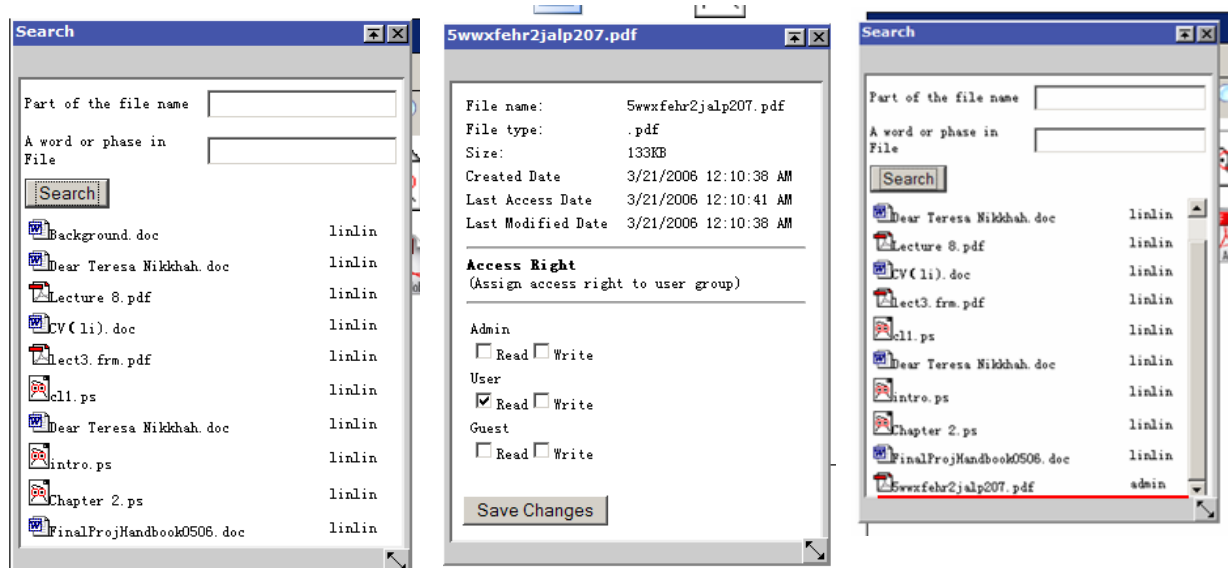 Search
Part of the file name
A word or phase in
File
Search
Background.doc linlin
Dear Teresa Nikkhah.doc linlin
Lecture 8.pdf linlin
CV(li).doc linlin
lect3.frm.pdf linlin
cl1.ps linlin
Dear Teresa Nikkhah.doc linlin
intro.ps linlin
Chapter 2.ps linlin
FinalProjHandbook0506.doc linlin
5wwxfehr2jalp207.pdf
File name: 5wwxfehr2jalp207.pdf
File type: .pdf
Size: 133KB
Created Date 3/21/2006 12:10:38 AM
Last Access Date 3/21/2006 12:10:41 AM
Last Modified Date 3/21/2006 12:10:38 AM
Access Right
(Assign access right to user group)
Admin
Read Write
User
Read Write
Guest
Read Write
Save Changes
Search
Part of the file name
A word or phase in
File
Search
Dear Teresa Nikkhah.doc linlin
Lecture 8.pdf linlin
CV(li).doc linlin
lect3.frm.pdf linlin
cl1.ps linlin
Dear Teresa Nikkhah.doc linlin
intro.ps linlin
Chapter 2.ps linlin
FinalProjHandbook0506.doc linlin
5wwxfehr2jalp207.pdf admin